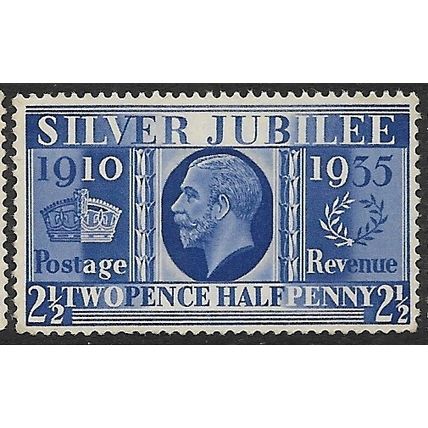 SILVER JUBILEE
1910 1935
Postage Revenue
2½ TWOPENCE HALFPENNY 2½